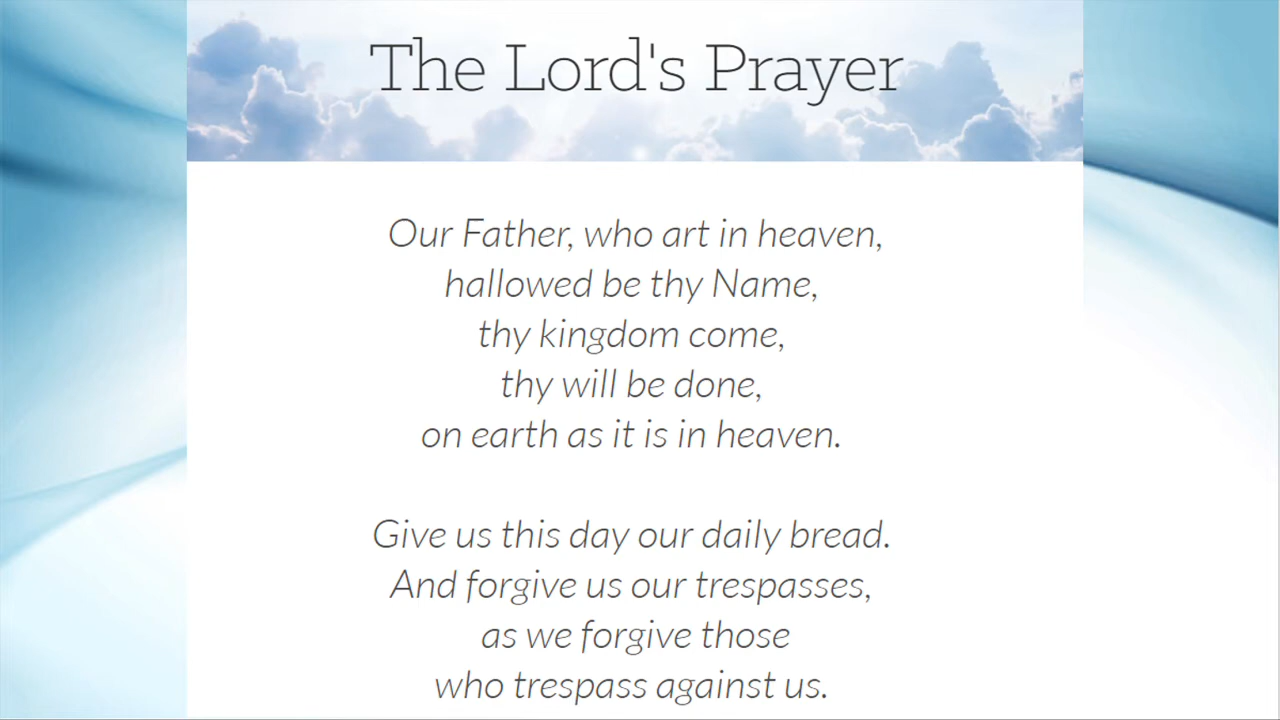 The Lord's Prayer
Our Father, who art in heaven,
hallowed be thy Name,
thy kingdom come,
thy will be done,
on earth as it is in heaven.
Give us this day our daily bread.
And forgive us our trespasses,
as we forgive those
who trespass against us.